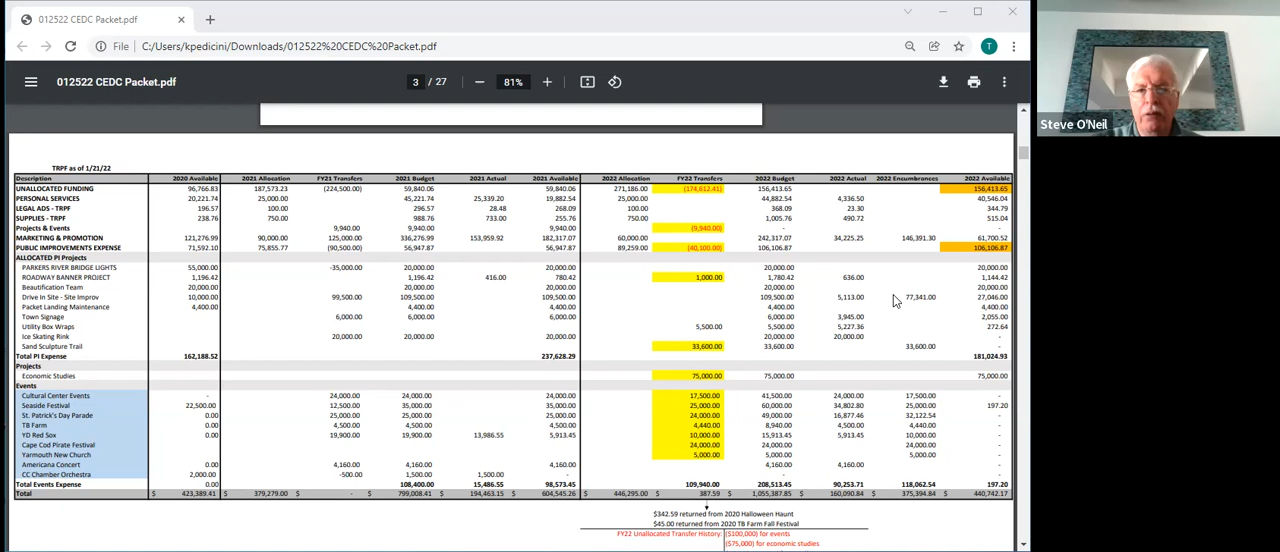 012522 CEDC Packet.pdf
File C:/Users/kpedicini/Downloads/012522%20CEDC%20Packet.pdf T
012522 CEDC Packet.pdf 3 / 27 81%
Steve O'Neil
TRPF as of 1/21/22
Description 2020 Available 2021 Allocation FY21 Transfers 2021 Budget 2021 Actual 2021 Available 2022 Allocation FY22 Transfers 2022 Budget 2022 Actual 2022 Encumbrances 2022 Available
UNALLOCATED FUNDING 96,766.83 187,573.23 (224,500.00) 59,840.06 59,840.06 271,186.00 (174,612.41) 156,413.65 156,413.65
PERSONAL SERVICES 20,221.74 25,000.00 45,221.74 25,339.20 19,882.54 25,000.00 44,882.54 4,336.50 40,546.04
LEGAL ADS - TRPF 196.57 100.00 296.57 28.48 268.09 100.00 368.09 23.30 344.79
SUPPLIES - TRPF 238.76 750.00 988.76 733.00 255.76 750.00 1,005.76 490.72 515.04
Projects & Events 9,940.00 9,940.00 9,940.00 (9,940.00) - -
MARKETING & PROMOTION 121,276.99 90,000.00 125,000.00 336,276.99 153,959.92 182,317.07 60,000.00 242,317.07 34,225.25 146,391.30 61,700.52
PUBLIC IMPROVEMENTS EXPENSE 71,592.10 75,855.77 (90,500.00) 56,947.87 56,947.87 89,259.00 (40,100.00) 106,106.87 106,106.87
ALLOCATED PI Projects
PARKERS RIVER BRIDGE LIGHTS 55,000.00 -35,000.00 20,000.00 20,000.00 20,000.00 20,000.00
ROADWAY BANNER PROJECT 1,196.42 1,196.42 416.00 780.42 1,000.00 1,780.42 636.00 1,144.42
Beautification Team 20,000.00 20,000.00 20,000.00 20,000.00 20,000.00
Drive In Site - Site Improv 10,000.00 99,500.00 109,500.00 109,500.00 109,500.00 5,113.00 77,341.00 27,046.00
Packet Landing Maintenance 4,400.00 4,400.00 4,400.00 4,400.00 4,400.00
Town Signage 6,000.00 6,000.00 6,000.00 6,000.00 3,945.00 2,055.00
Utility Box Wraps 5,500.00 5,500.00 5,227.36 272.64
Ice Skating Rink 20,000.00 20,000.00 20,000.00 20,000.00 20,000.00 -
Sand Sculpture Trail 33,600.00 33,600.00 33,600.00 -
Total PI Expense 162,188.52 237,628.29 181,024.93
Projects
Economic Studies 75,000.00 75,000.00 75,000.00
Events
Cultural Center Events - 24,000.00 24,000.00 24,000.00 17,500.00 41,500.00 24,000.00 17,500.00 -
Seaside Festival 22,500.00 12,500.00 35,000.00 35,000.00 25,000.00 60,000.00 34,802.80 25,000.00 197.20
St. Patrick's Day Parade 0.00 25,000.00 25,000.00 25,000.00 24,000.00 49,000.00 16,877.46 32,122.54 -
TB Farm 0.00 4,500.00 4,500.00 4,500.00 4,440.00 8,940.00 4,500.00 4,440.00 -
YD Red Sox 0.00 19,900.00 19,900.00 13,986.55 5,913.45 10,000.00 15,913.45 5,913.45 10,000.00 -
Cape Cod Pirate Festival 24,000.00 24,000.00 24,000.00 -
Yarmouth New Church 5,000.00 5,000.00 5,000.00 -
Americana Concert 0.00 4,160.00 4,160.00 4,160.00 4,160.00 4,160.00 -
CC Chamber Orchestra 2,000.00 -500.00 1,500.00 1,500.00 - - -
Total Events Expense 0.00 108,400.00 15,486.55 98,573.45 109,940.00 208,513.45 90,253.71 118,062.54 197.20
Total $ 423,389.41 $ 379,279.00 $ - $ 799,008.41 $ 194,463.15 $ 604,545.26 $ 446,295.00 $ 387.59 $ 1,055,387.85 $ 160,090.84 $ 375,394.84 $ 440,742.17
$342.59 returned from 2020 Halloween Haunt
$45.00 returned from 2020 TB Farm Fall Festival
FY22 Unallocated Transfer History: ($100,000) for events
($75,000) for economic studies